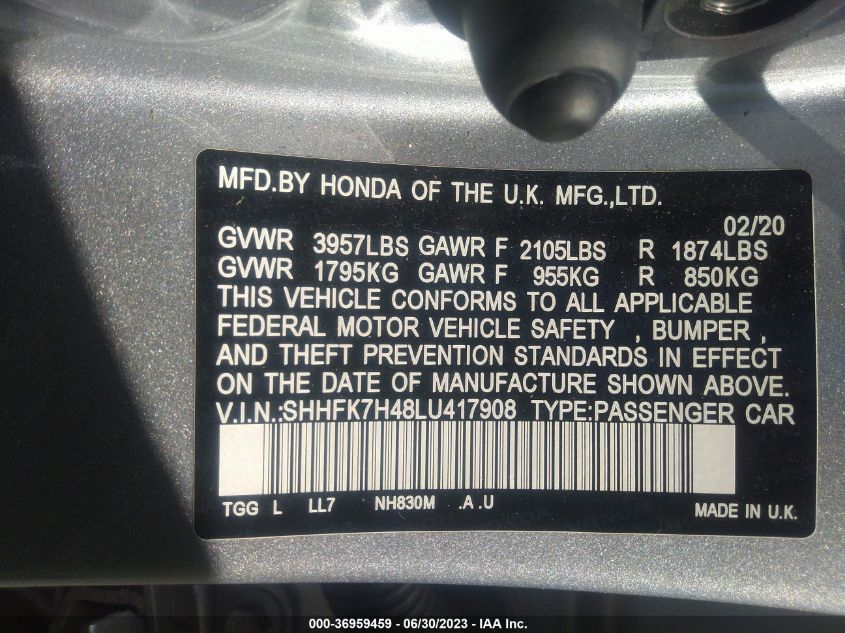 MFD.BY HONDA OF THE U.K. MFG.,LTD.
02/20
GVWR 3957LBS GAWR F 2105LBS R 1874LBS
GVWR 1795KG GAWR F 955KG R 850KG
THIS VEHICLE CONFORMS TO ALL APPLICABLE
FEDERAL MOTOR VEHICLE SAFETY , BUMPER ,
AND THEFT PREVENTION STANDARDS IN EFFECT
ON THE DATE OF MANUFACTURE SHOWN ABOVE.
V.I.N.:SHHFK7H48LU417908 TYPE:PASSENGER CAR
TGG L LL7 NH830M .A .U MADE IN U.K.
000-36959459 - 06/30/2023 - IAA Inc.